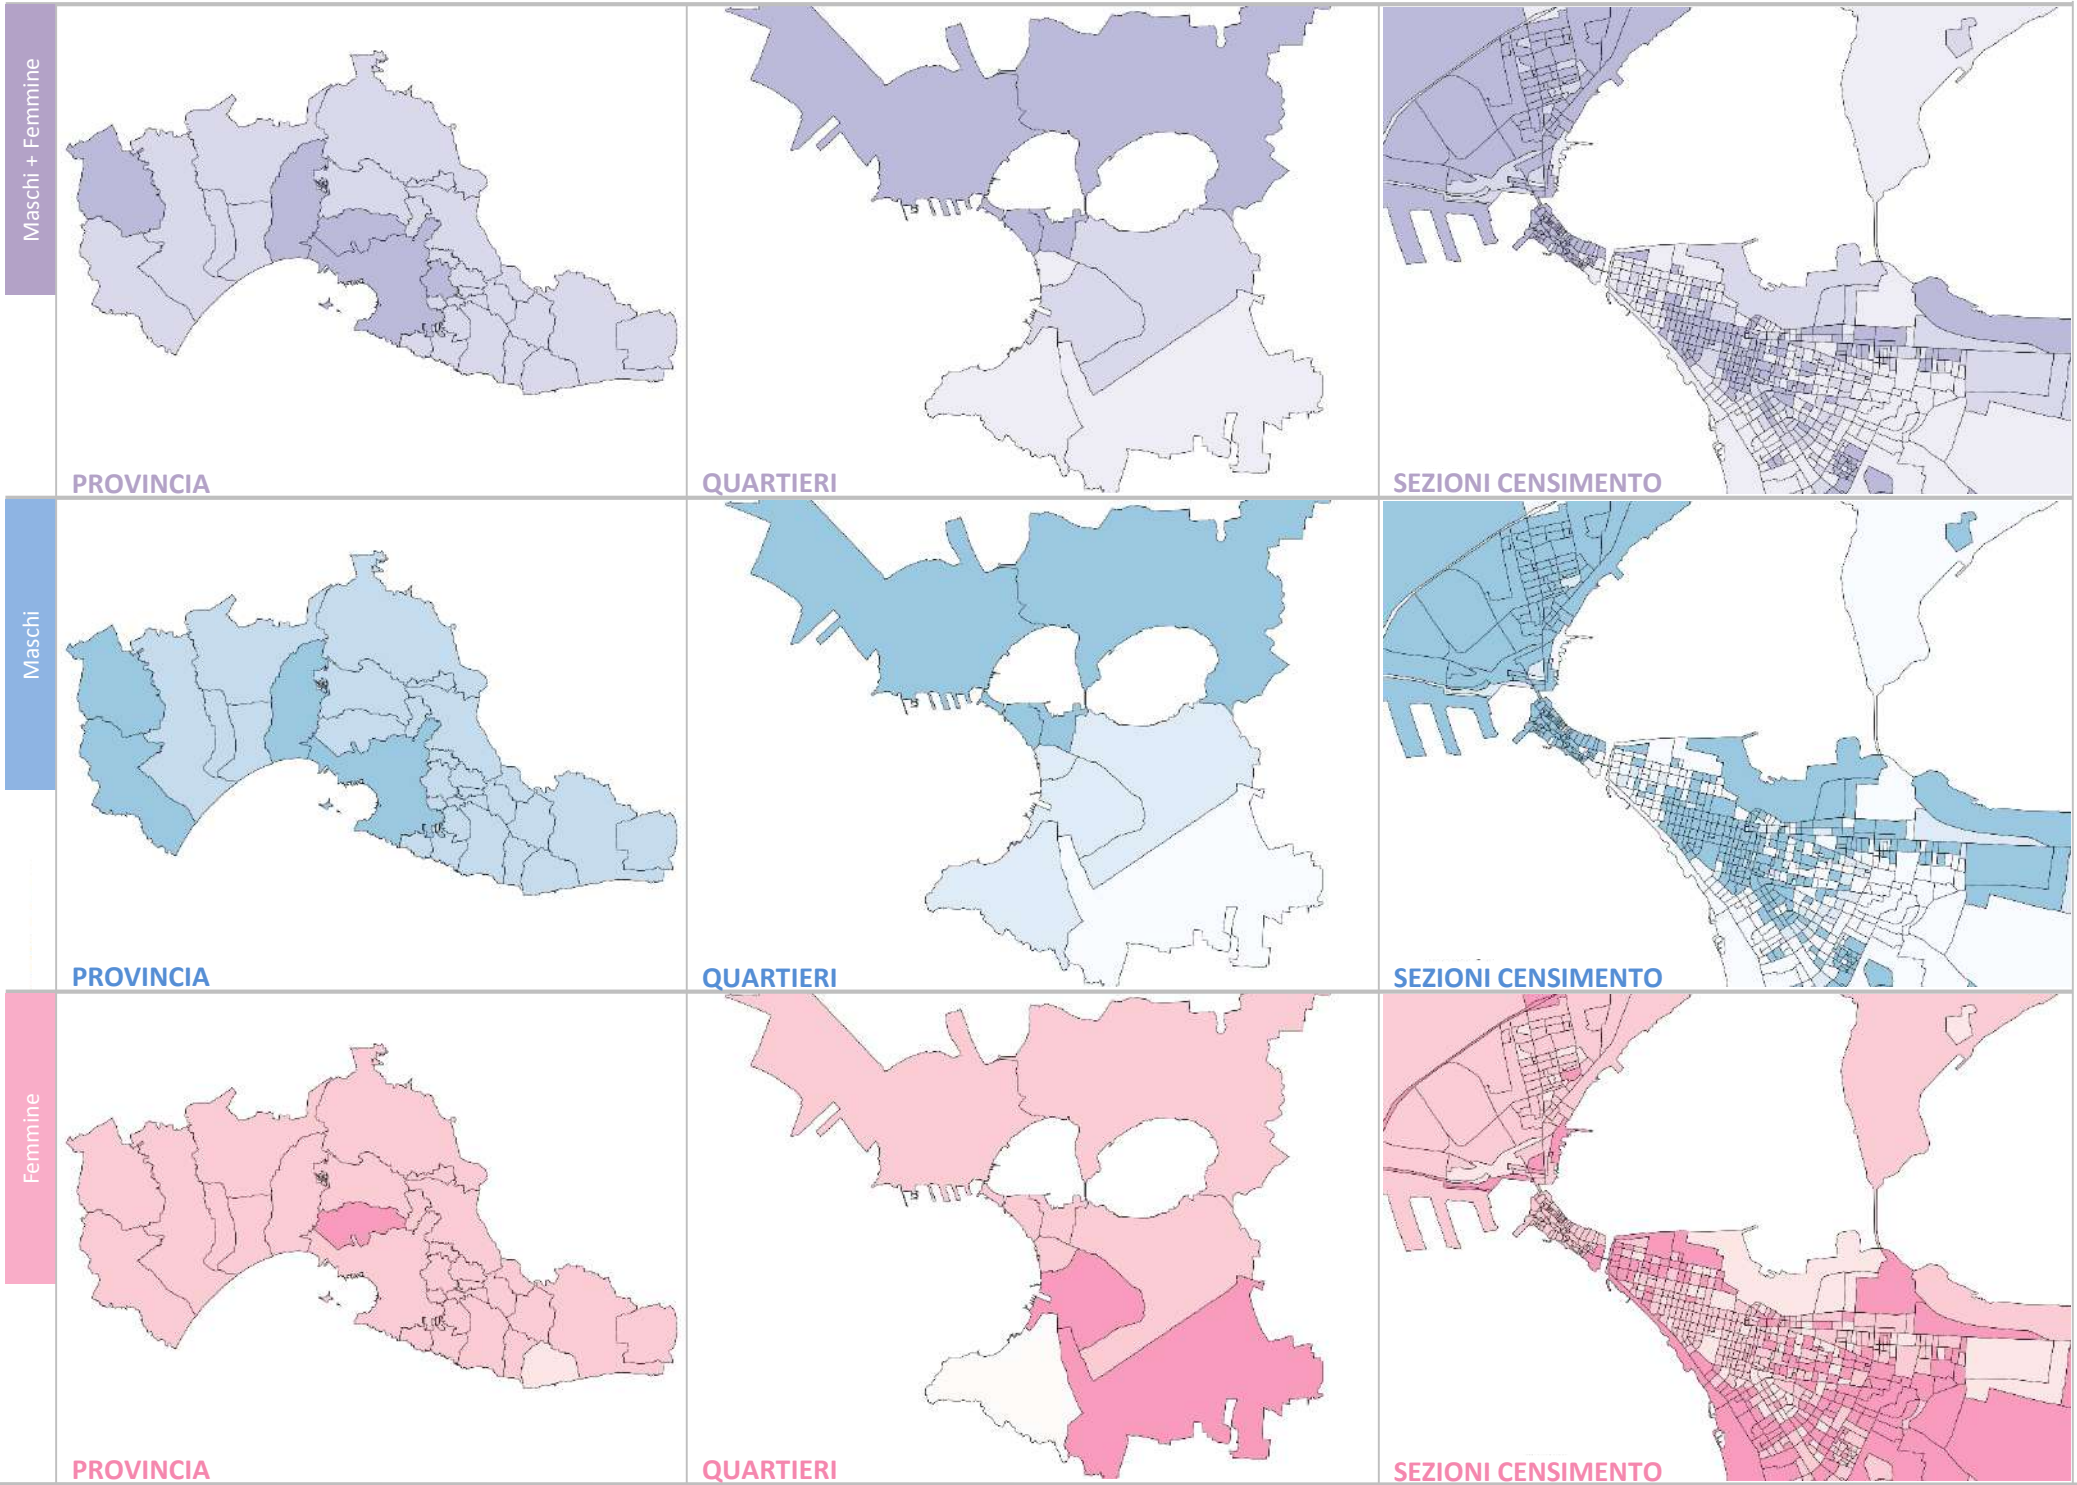 Maschi + Femmine
PROVINCIA
QUARTIERI
SEZIONI CENSIMENTO
Maschi
PROVINCIA
QUARTIERI
SEZIONI CENSIMENTO
Femmine
PROVINCIA
QUARTIERI
SEZIONI CENSIMENTO